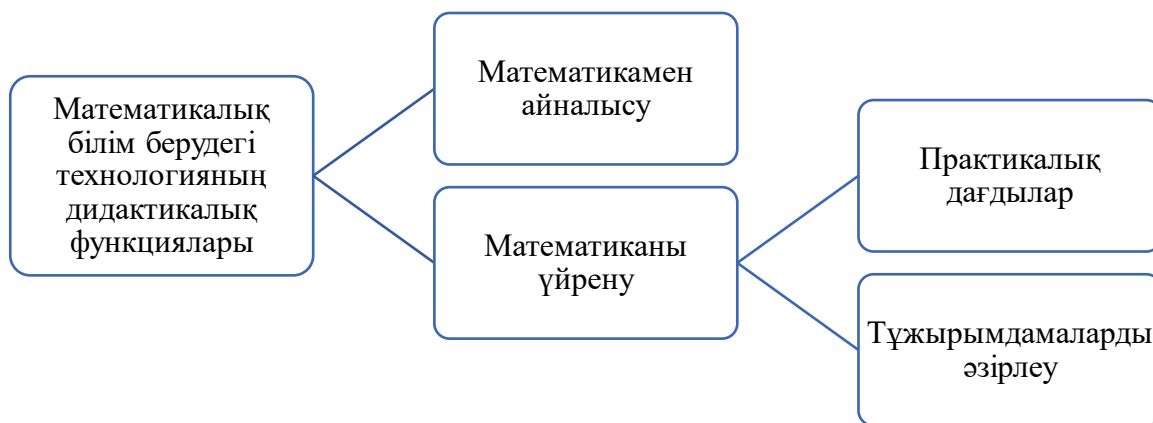 Математикалық
білім берудегі
технологияның
дидактикалық
функциялары
Математикамен
айналысу
Математиканы
үйрену
Практикалық
дағдылар
Тұжырымдамаларды
әзірлеу